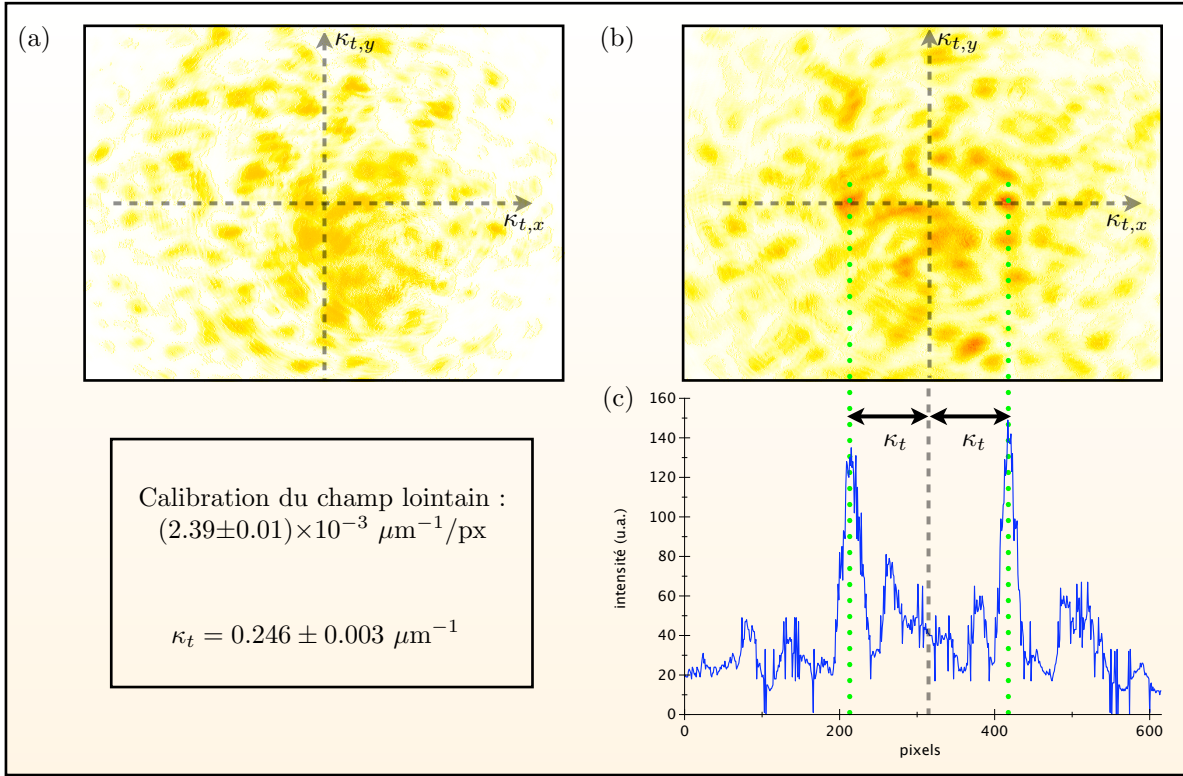 (a)
κt,y
κt,x
(b)
κt,y
κt,x
Calibration du champ lointain :
(2.39±0.01)×10−3 μm−1/px
κt = 0.246 ± 0.003 μm−1
(c)
κt κt
160
140
120
100
80
60
40
20
0
intensité (u.a.)
0 200 400 600
pixels